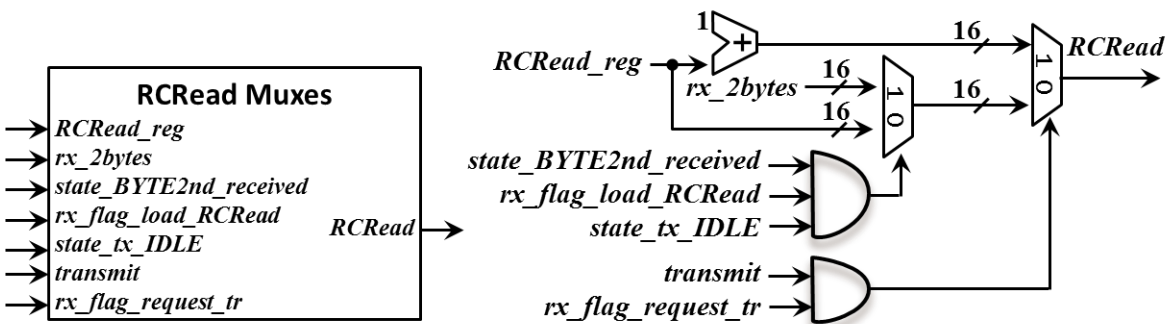 RCRead Muxes
RCRead_reg
rx_2bytes
state_BYTE2nd_received
rx_flag_load_RCRead
state_tx_IDLE
transmit
rx_flag_request_tr
RCRead
1
+
16
RCRead
RCRead_reg
16
rx_2bytes
1 0
16
1 0
16
state_BYTE2nd_received
rx_flag_load_RCRead
state_tx_IDLE
transmit
rx_flag_request_tr